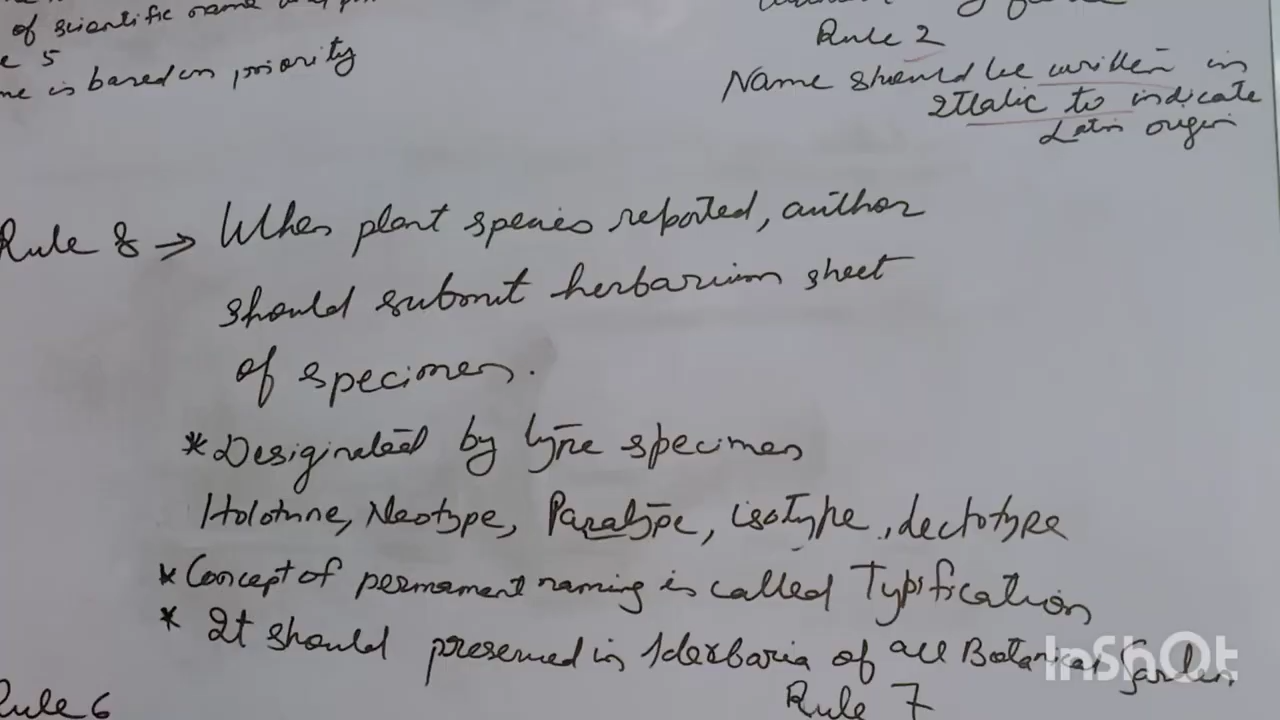 of scientific name
e 5
me is based on priority
Rule 2
Name should be written in
Italic to indicate
Latin origin
Rule 8 → When plant species reported, author
should submit herbarium sheet
of specimen.
* Designated by type specimen
Holotype, Neotype, Paratype, isotype, Lectotype
* Concept of permament naming is called Typification
* It should preserved in Herbaria of all Botanical Garden
InShOt
Rule 6
Rule 7